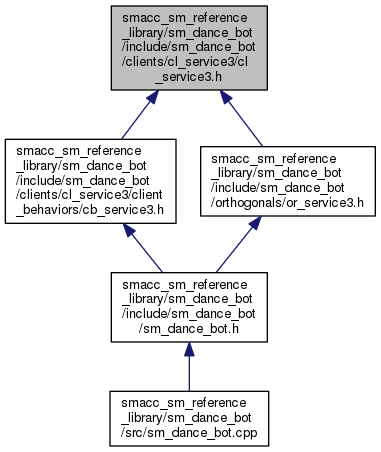 smacc_sm_reference
_library/sm_dance_bot
/include/sm_dance_bot
/clients/cl_service3/cl
_service3.h
smacc_sm_reference
_library/sm_dance_bot
/include/sm_dance_bot
/clients/cl_service3/client
_behaviors/cb_service3.h
smacc_sm_reference
_library/sm_dance_bot
/include/sm_dance_bot
/orthogonals/or_service3.h
smacc_sm_reference
_library/sm_dance_bot
/include/sm_dance_bot
/sm_dance_bot.h
smacc_sm_reference
_library/sm_dance_bot
/src/sm_dance_bot.cpp